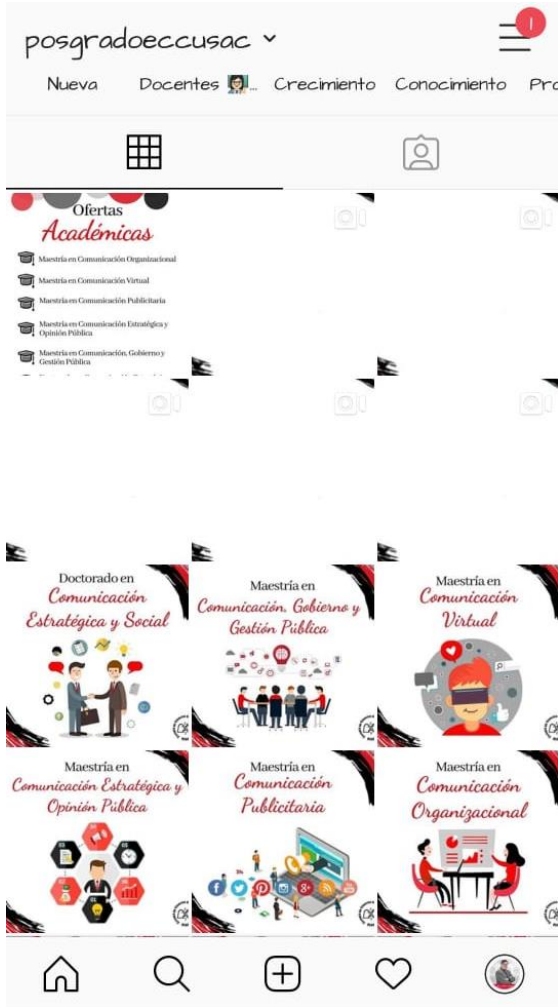 posgradoeccusac
1
Nueva Docentes Crecimiento Conocimiento Pro
Ofertas
Académicas
Maestría en Comunicación Organizacional
Maestría en Comunicación Virtual
Maestría en Comunicación Publicitaria
Maestría en Comunicación Estratégica y
Opinión Pública
Maestría en Comunicación, Gobierno y
Gestión Pública
Doctorado en
Comunicación
Estratégica y Social
Maestría en
Comunicación, Gobierno y
Gestión Pública
Maestría en
Comunicación
Virtual
Maestría en
Comunicación Estratégica y
Opinión Pública
Maestría en
Comunicación
Publicitaria
Maestría en
Comunicación
Organizacional